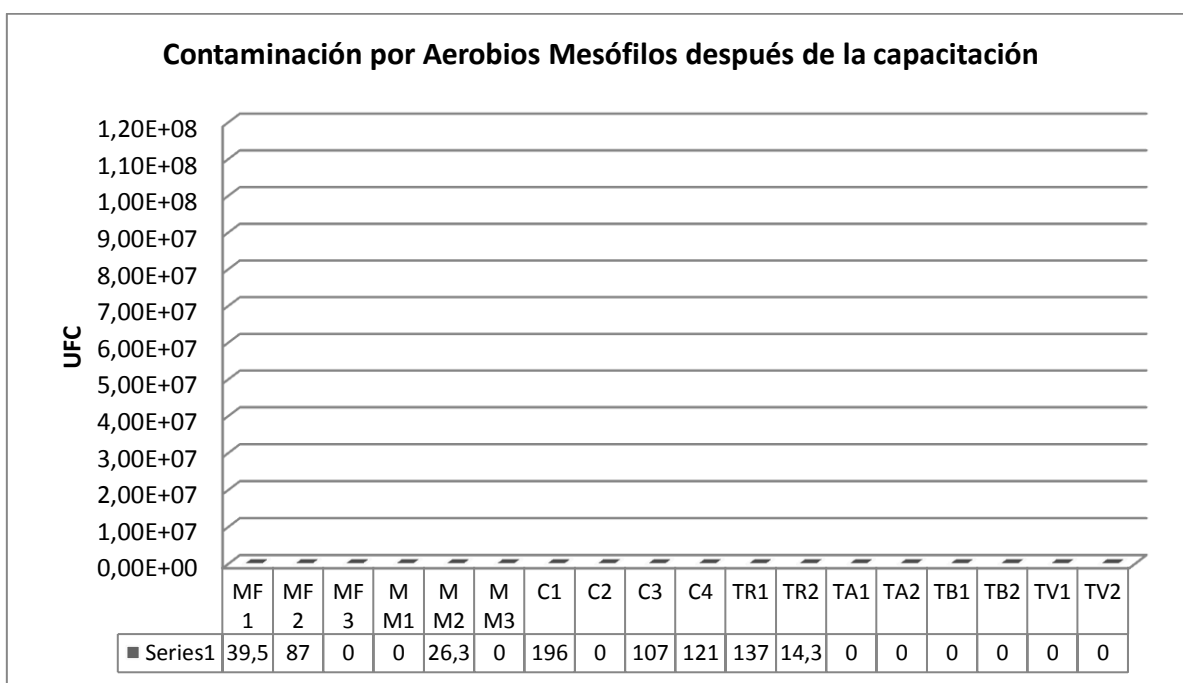 Contaminación por Aerobios Mesófilos después de la capacitación
UFC
1,20E+08
1,10E+08
1,00E+08
9,00E+07
8,00E+07
7,00E+07
6,00E+07
5,00E+07
4,00E+07
3,00E+07
2,00E+07
1,00E+07
0,00E+00
MF MF MF M M M C1 C2 C3 C4 TR1 TR2 TA1 TA2 TB1 TB2 TV1 TV2
1 2 3 M1 M2 M3
Series1 39,5 87 0 0 26,3 0 196 0 107 121 137 14,3 0 0 0 0 0 0